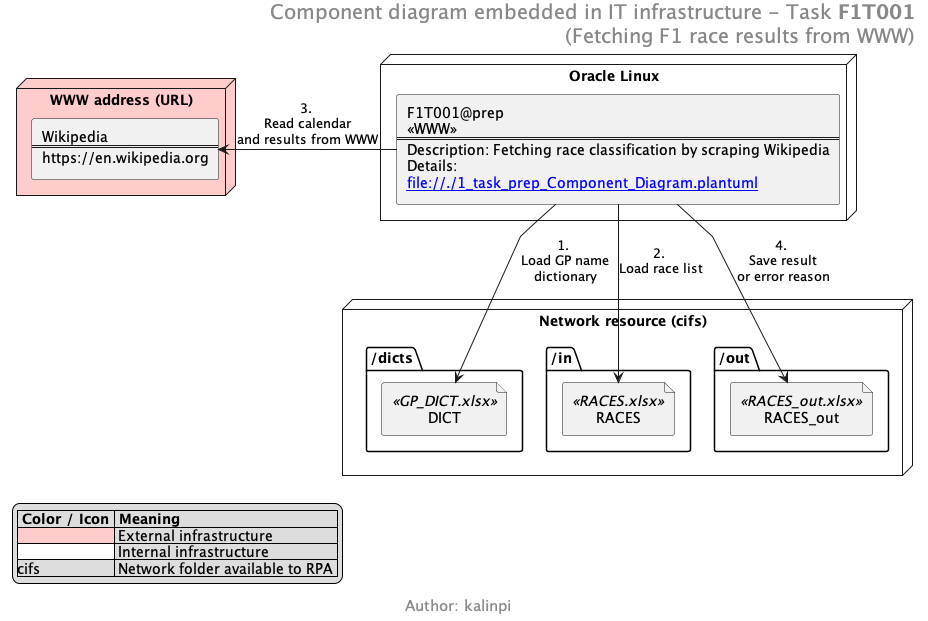 Component diagram embedded in IT infrastructure - Task F1T001
(Fetching F1 race results from WWW)
Oracle Linux
F1T001@prep
«WWW»
Description: Fetching race classification by scraping Wikipedia
Details:
file://./1_task_prep_Component_Diagram.plantuml
WWW address (URL)
Wikipedia
https://en.wikipedia.org
3.
Read calendar
and results from WWW
1.
Load GP name
dictionary
2.
Load race list
4.
Save result
or error reason
Network resource (cifs)
/dicts
«GP_DICT.xlsx»
DICT
/in
«RACES.xlsx»
RACES
/out
«RACES_out.xlsx»
RACES_out
Color / Icon Meaning
External infrastructure
Internal infrastructure
cifs Network folder available to RPA
Author: kalinpi